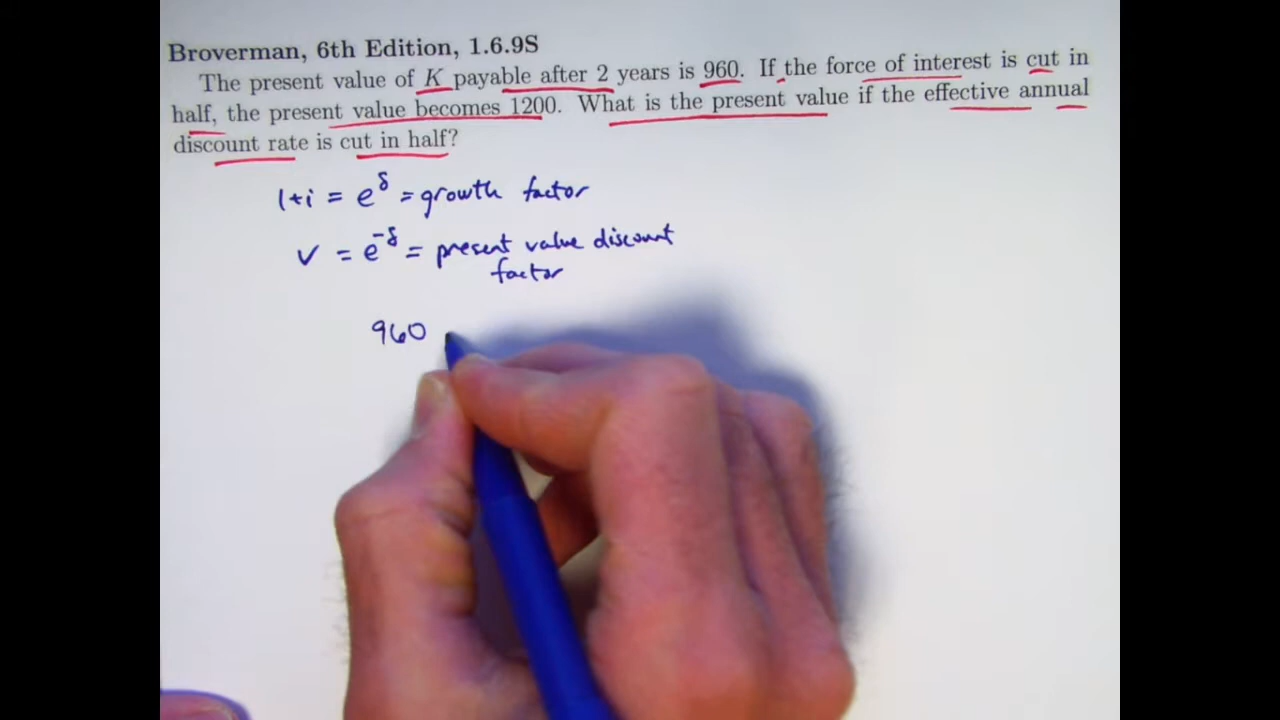 Broverman, 6th Edition, 1.6.9S
The present value of K payable after 2 years is 960. If the force of interest is cut in
half, the present value becomes 1200. What is the present value if the effective annual
discount rate is cut in half?
1+i = e^δ = growth factor
v = e^-δ = present value discount
factor
960